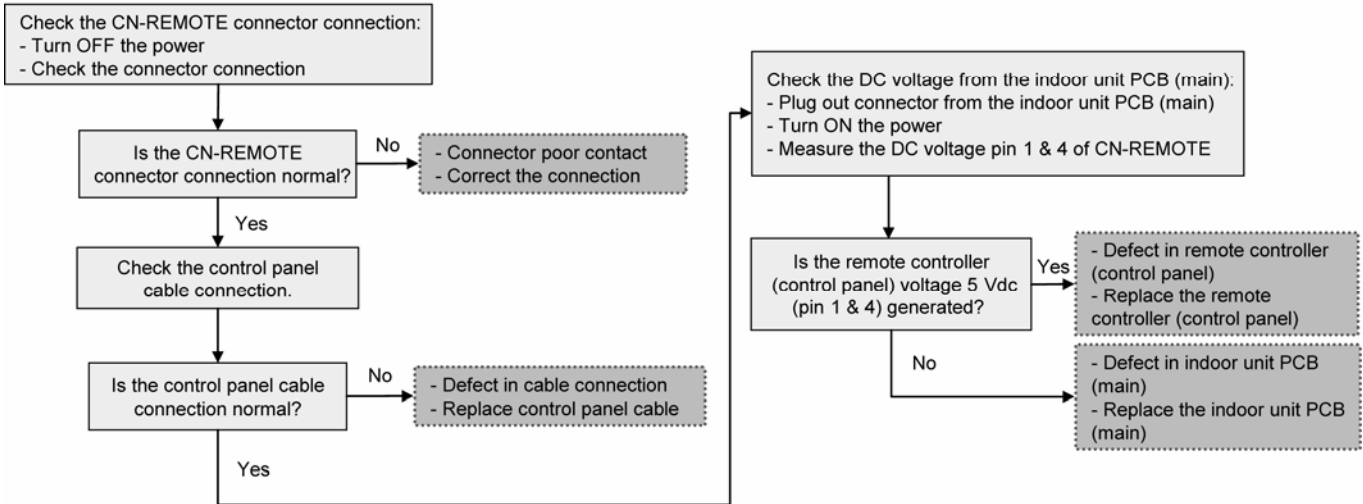 Check the CN-REMOTE connector connection:
- Turn OFF the power
- Check the connector connection
Is the CN-REMOTE
connector connection normal?
No
- Connector poor contact
- Correct the connection
Yes
Check the control panel
cable connection.
Is the control panel cable
connection normal?
No
- Defect in cable connection
- Replace control panel cable
Yes
Check the DC voltage from the indoor unit PCB (main):
- Plug out connector from the indoor unit PCB (main)
- Turn ON the power
- Measure the DC voltage pin 1 & 4 of CN-REMOTE
Is the remote controller
(control panel) voltage 5 Vdc
(pin 1 & 4) generated?
Yes
- Defect in remote controller
(control panel)
- Replace the remote
controller (control panel)
No
- Defect in indoor unit PCB
(main)
- Replace the indoor unit PCB
(main)